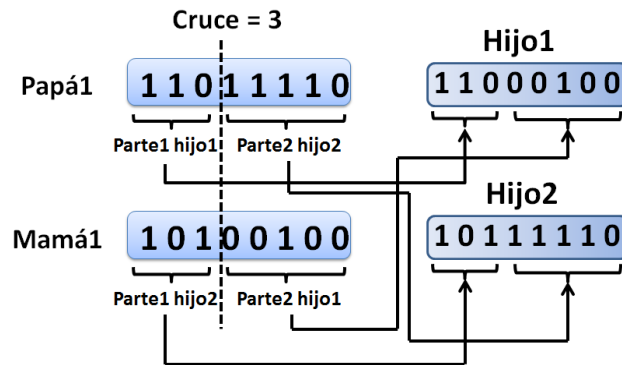 Cruce = 3
Papá1
1 1 0 1 1 1 1 0
Parte1 hijo1
Parte2 hijo2
Hijo1
1 1 0 0 0 1 0 0
Mamá1
1 0 1 0 0 1 0 0
Parte1 hijo2
Parte2 hijo1
Hijo2
1 0 1 1 1 1 1 0